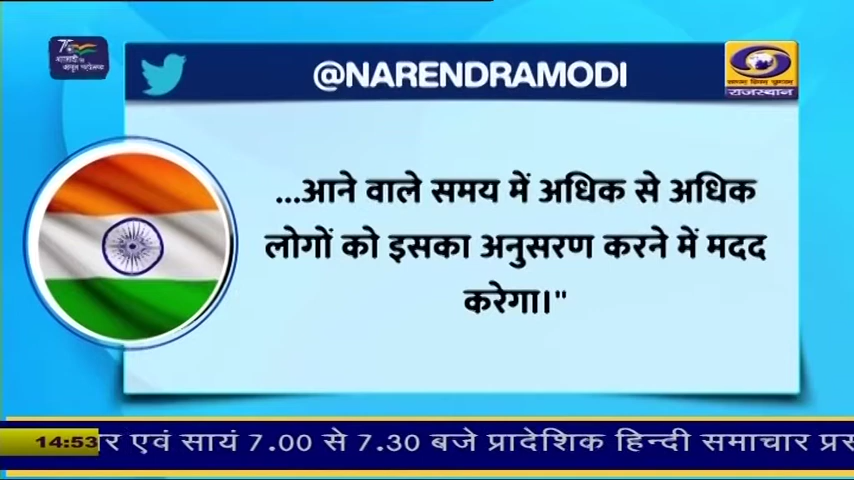 @NARENDRAMODI
राजस्थान
...आने वाले समय में अधिक से अधिक
लोगों को इसका अनुसरण करने में मदद
करेगा।"
14:53
र एवं सायं 7.00 से 7.30 बजे प्रादेशिक हिन्दी समाचार प्रस